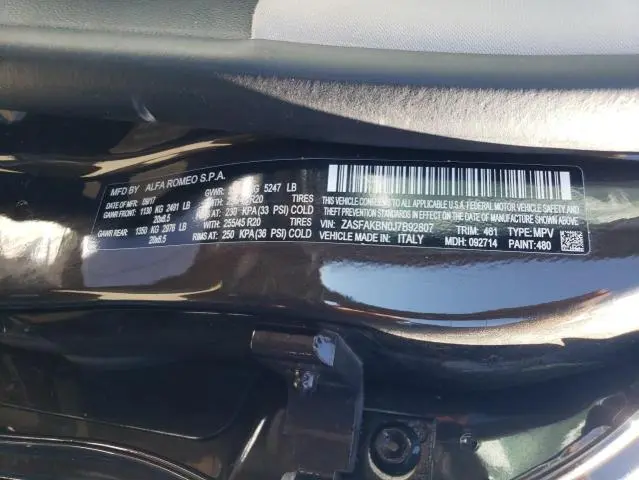 MFD BY ALFA ROMEO S.P.A.
DATE OF MFR: 09/17 GVWR: KG 5247 LB
GAWR FRONT: 1130 KG 2491 LB R20 TIRES
20x8.5 RIMS AT: 230 KPA(33 PSI) COLD
GAWR REAR: 1350 KG 2976 LB 255/45 R20 TIRES
20x8.5 RIMS AT: 250 KPA(36 PSI) COLD
THIS VEHICLE CONFORMS TO ALL APPLICABLE U.S.A. FEDERAL MOTOR VEHICLE
SAFETY, BUMPER AND THEFT PREVENTION STANDARDS
IN EFFECT ON THE DATE OF MANUFACTURE SHOWN ABOVE
VIN: ZASFAKBN0J7B92807 TRIM: 461 TYPE: MPV
VEHICLE MADE IN: ITALY MDH: 092714 PAINT: 480